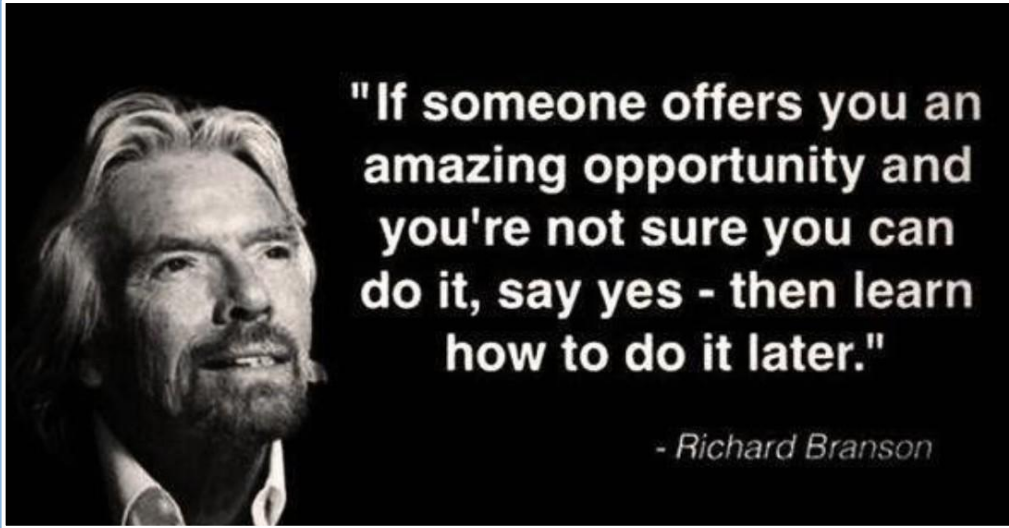 "If someone offers you an
amazing opportunity and
you're not sure you can
do it, say yes - then learn
how to do it later."
- Richard Branson